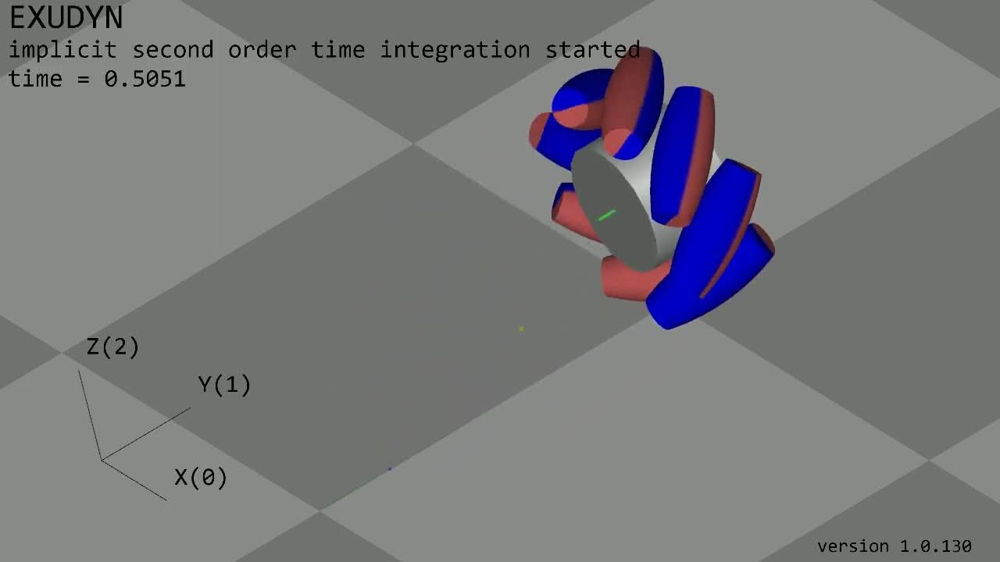 EXUDYN
implicit second order time integration started
time = 0.5051
Z(2)
Y(1)
X(0)
version 1.0.130